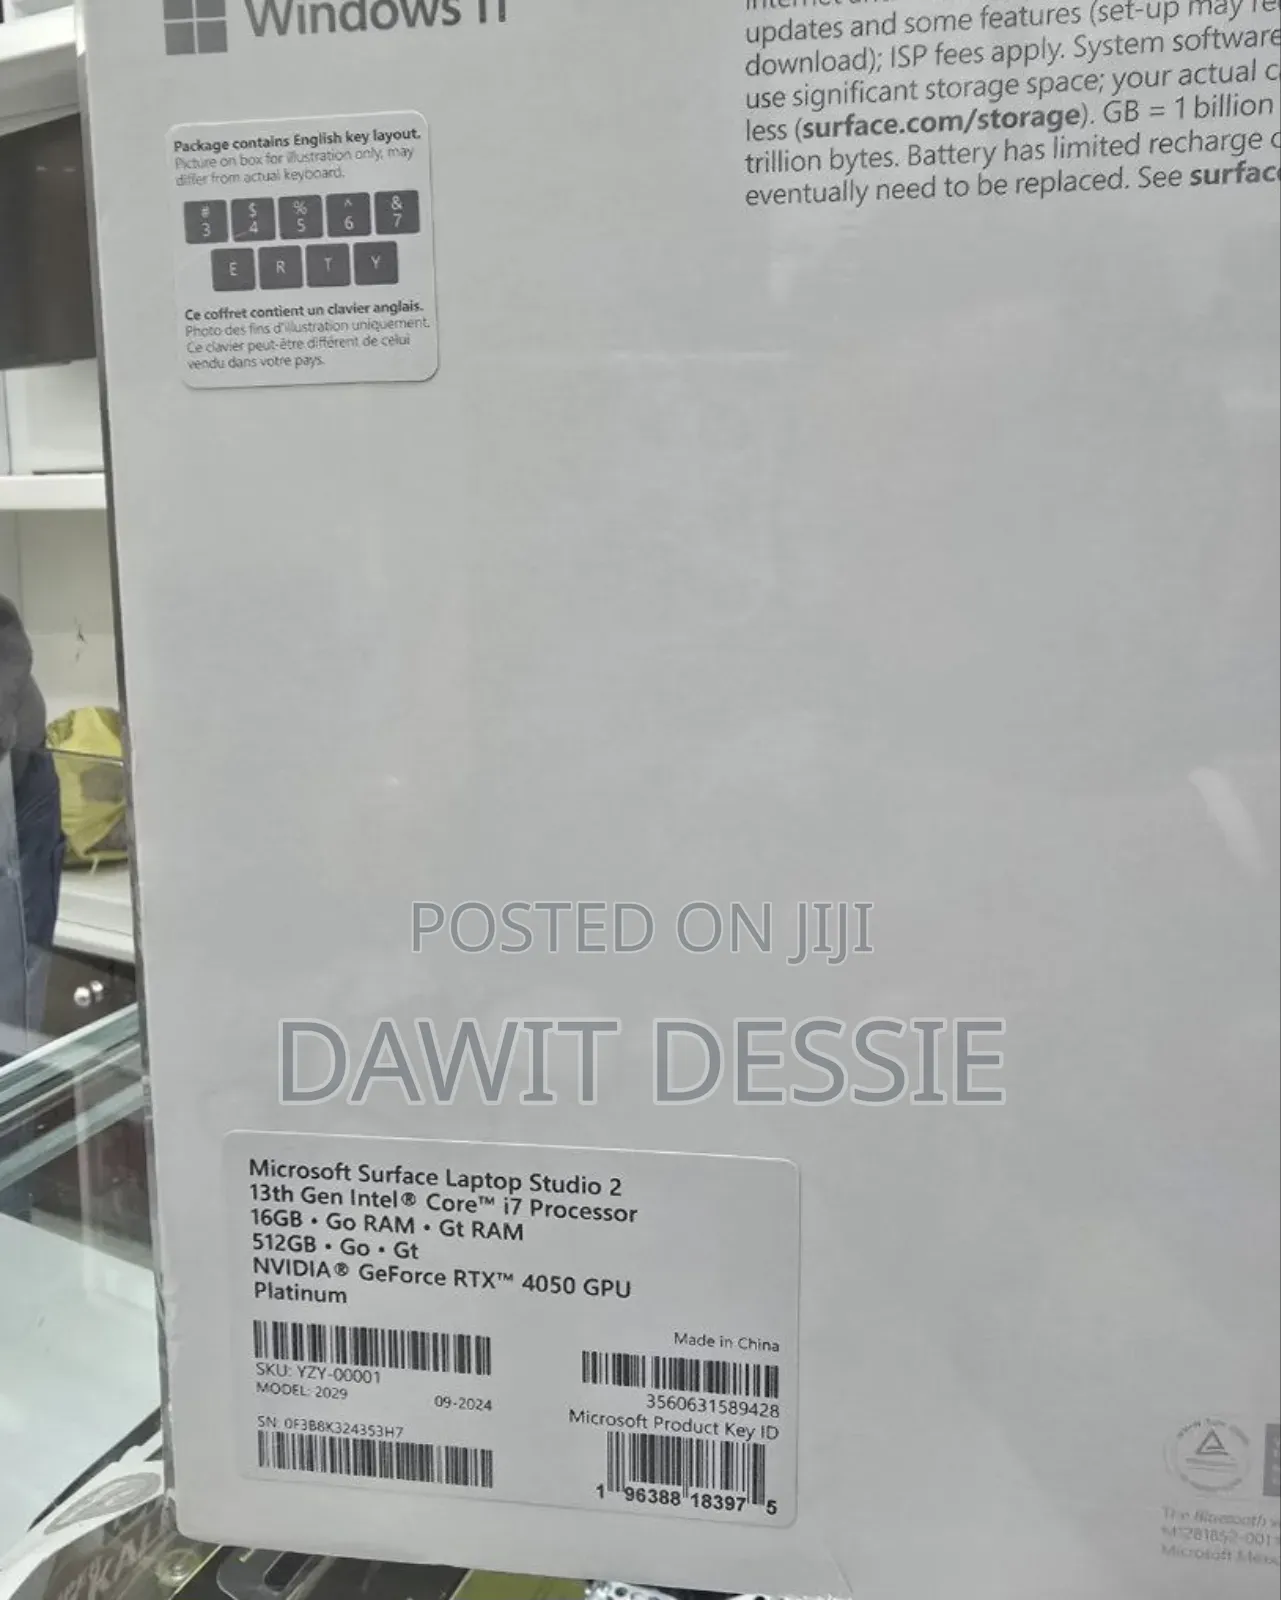 Windows 11
updates and some features (set-up may
download); ISP fees apply. System software
use significant storage space; your actual
less (surface.com/storage). GB = 1 billion
trillion bytes. Battery has limited recharge
eventually need to be replaced. See surface
Package contains English key layout.
Picture on box for illustration only, may
differ from actual keyboard.
# $ % ^ &
3 4 5 6 7
E R T Y
Ce coffret contient un clavier anglais.
Photo des fins d'illustration uniquement.
Ce clavier peut-être différent de celui
vendu dans votre pays.
POSTED ON JIJI
DAWIT DESSIE
Microsoft Surface Laptop Studio 2
13th Gen Intel® Core™ i7 Processor
16GB • Go RAM • Gt RAM
512GB • Go • Gt
NVIDIA® GeForce RTX™ 4050 GPU
Platinum
Made in China
SKU: YZY-00001
MODEL: 2029
09-2024
3560631589428
Microsoft Product Key ID
SN: 0F3B8K324353H7
1 96388 18397 5
The Bluetooth
M1281852-001
Microsoft